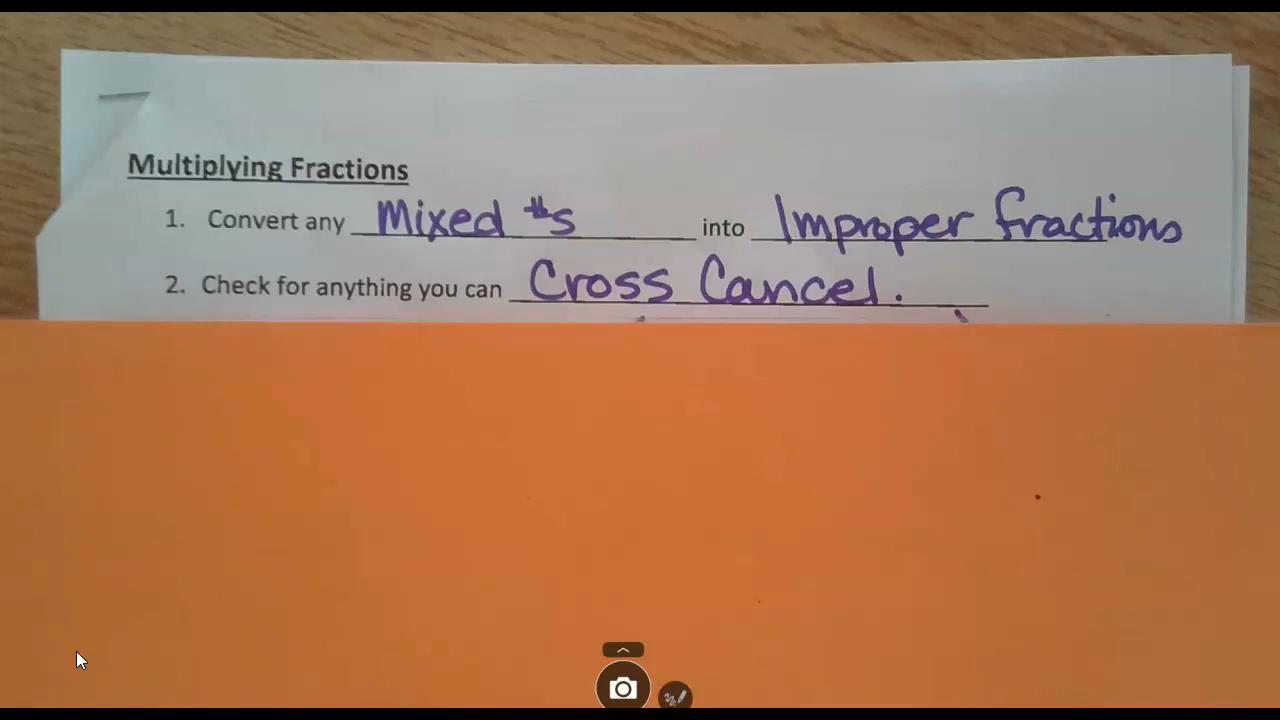 Multiplying Fractions
1. Convert any Mixed #s into Improper fractions
2. Check for anything you can Cross Cancel.